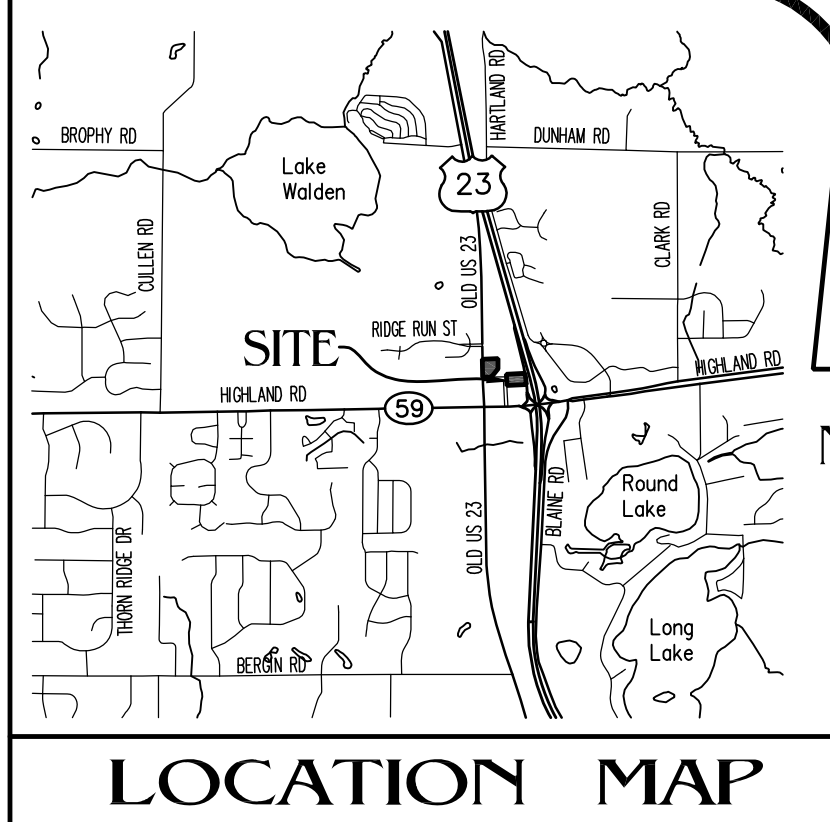 HARTLAND RD
BROPHY RD
DUNHAM RD
Lake
Walden
23
CULLEN RD
CLARK RD
OLD US 23
RIDGE RUN ST
SITE
HIGHLAND RD
HIGHLAND RD
59
Round
Lake
BLAINE RD
OLD US 23
THORN RIDGE DR
Long
Lake
BERGIN RD
LOCATION MAP